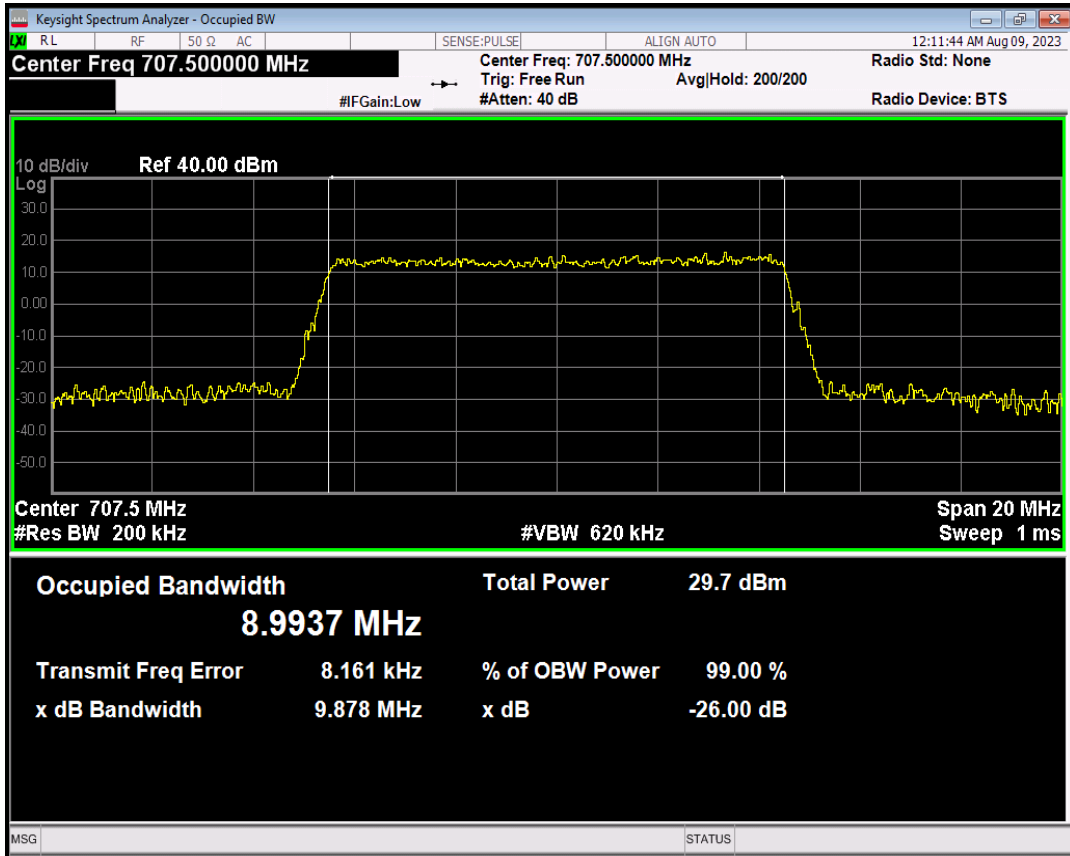 Keysight Spectrum Analyzer - Occupied BW
LXI RL RF 50 Ω AC SENSE:PULSE ALIGN AUTO 12:11:44 AM Aug 09, 2023
Center Freq 707.500000 MHz Center Freq: 707.500000 MHz Radio Std: None
Trig: Free Run Avg|Hold: 200/200
#IFGain:Low #Atten: 40 dB Radio Device: BTS
10 dB/div Ref 40.00 dBm
Log
30.0
20.0
10.0
0.00
-10.0
-20.0
-30.0
-40.0
-50.0
Center 707.5 MHz Span 20 MHz
#Res BW 200 kHz #VBW 620 kHz Sweep 1 ms
Occupied Bandwidth Total Power 29.7 dBm
8.9937 MHz
Transmit Freq Error 8.161 kHz % of OBW Power 99.00 %
x dB Bandwidth 9.878 MHz x dB -26.00 dB
MSG STATUS